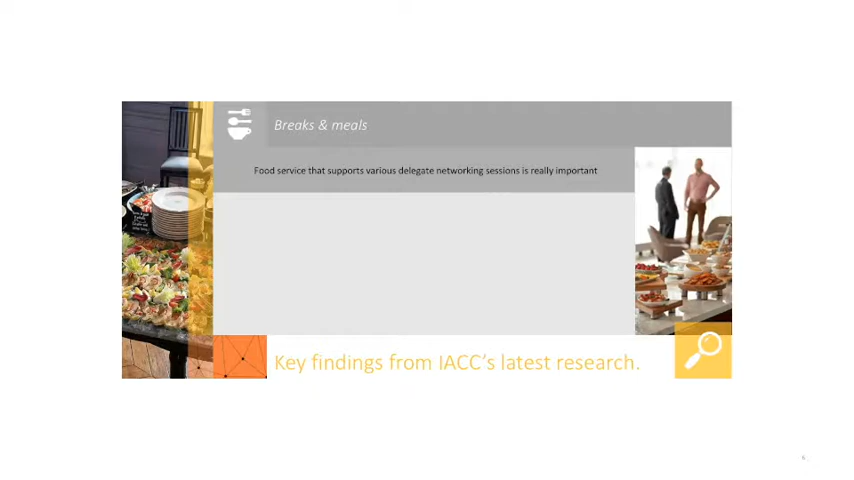 Breaks & meals
Food service that supports various delegate networking sessions is really important
Key findings from IACC's latest research.